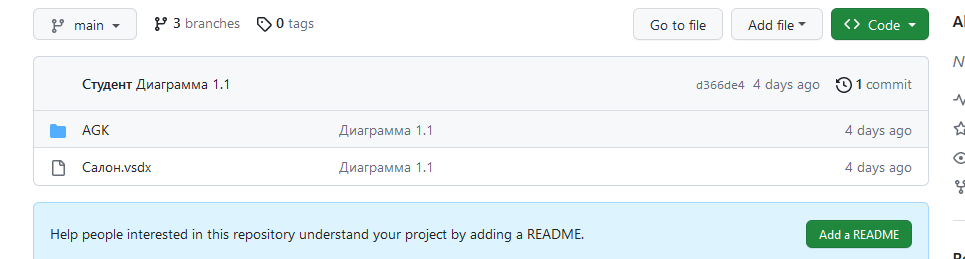 main 3 branches 0 tags Go to file Add file Code
Студент Диаграмма 1.1 d366de4 4 days ago 1 commit
AGK Диаграмма 1.1 4 days ago
Салон.vsdx Диаграмма 1.1 4 days ago
Help people interested in this repository understand your project by adding a README. Add a README